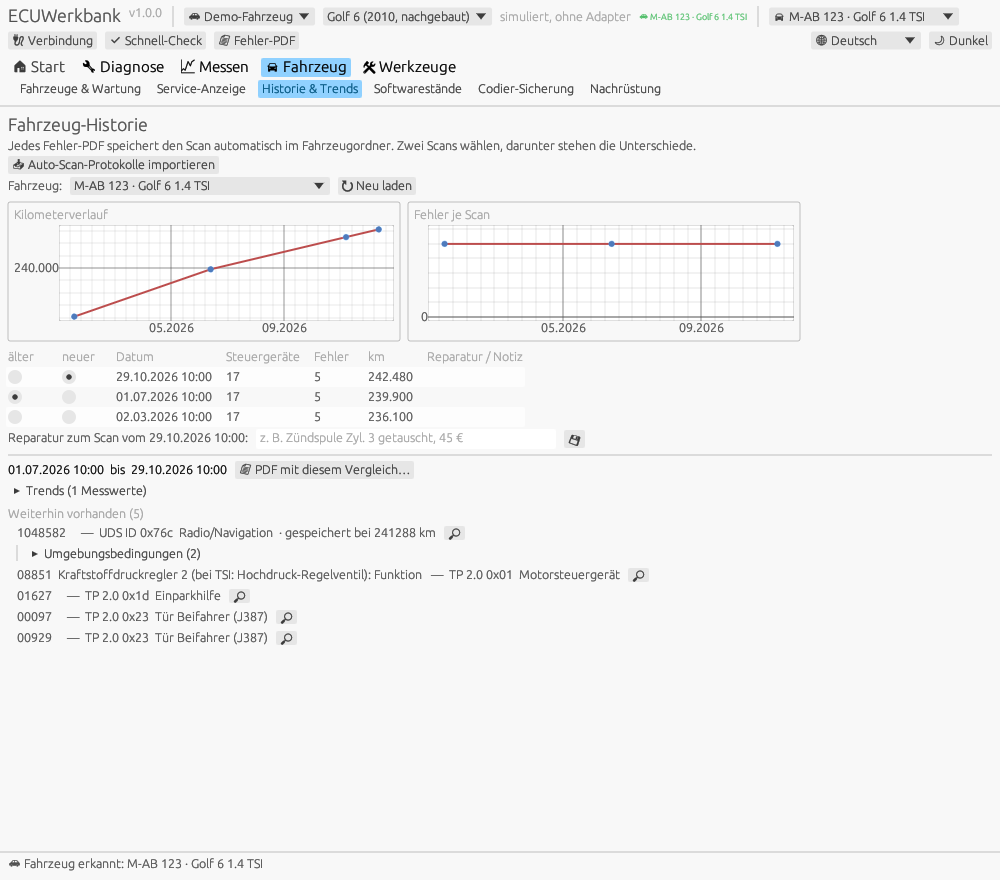 ECUWerkbank v1.0.0 Demo-Fahrzeug Golf 6 (2010, nachgebaut) simuliert, ohne Adapter M-AB 123 · Golf 6 1.4 TSI M-AB 123 · Golf 6 1.4 TSI
Verbindung Schnell-Check Fehler-PDF Deutsch Dunkel
Start Diagnose Messen Fahrzeug Werkzeuge
Fahrzeuge & Wartung Service-Anzeige Historie & Trends Softwarestände Codier-Sicherung Nachrüstung
Fahrzeug-Historie
Jedes Fehler-PDF speichert den Scan automatisch im Fahrzeugordner. Zwei Scans wählen, darunter stehen die Unterschiede.
Auto-Scan-Protokolle importieren
Fahrzeug: M-AB 123 · Golf 6 1.4 TSI Neu laden
Kilometerverlauf
240.000
05.2026 09.2026
Fehler je Scan
0
05.2026 09.2026
älter neuer Datum Steuergeräte Fehler km Reparatur / Notiz
29.10.2026 10:00 17 5 242.480
01.07.2026 10:00 17 5 239.900
02.03.2026 10:00 17 5 236.100
Reparatur zum Scan vom 29.10.2026 10:00: z. B. Zündspule Zyl. 3 getauscht, 45 €
01.07.2026 10:00 bis 29.10.2026 10:00 PDF mit diesem Vergleich...
Trends (1 Messwerte)
Weiterhin vorhanden (5)
1048582 — UDS ID 0x76c Radio/Navigation · gespeichert bei 241288 km
Umgebungsbedingungen (2)
08851 Kraftstoffdruckregler 2 (bei TSI: Hochdruck-Regelventil): Funktion — TP 2.0 0x01 Motorsteuergerät
01627 — TP 2.0 0x1d Einparkhilfe
00097 — TP 2.0 0x23 Tür Beifahrer (J387)
00929 — TP 2.0 0x23 Tür Beifahrer (J387)
Fahrzeug erkannt: M-AB 123 · Golf 6 1.4 TSI